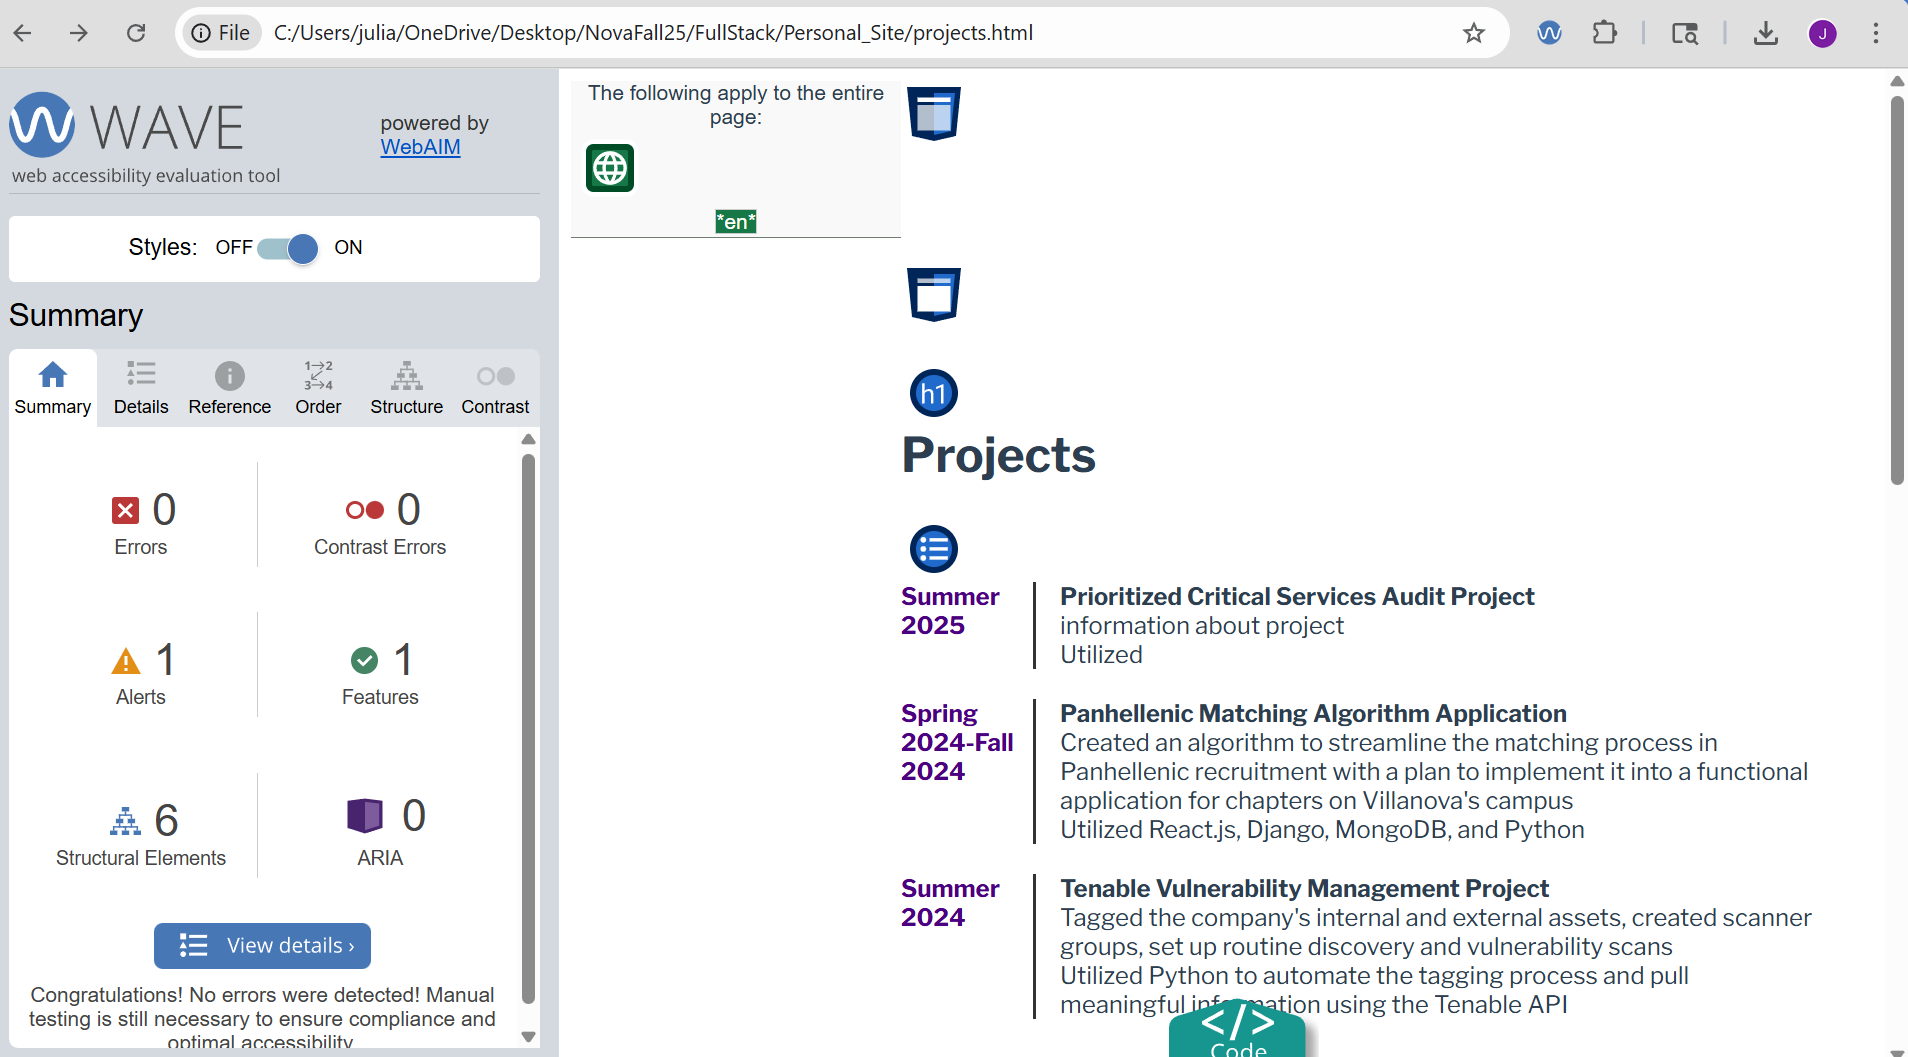 File C:/Users/julia/OneDrive/Desktop/NovaFall25/FullStack/Personal_Site/projects.html
J
WAVE
web accessibility evaluation tool
powered by
WebAIM
Styles: OFF ON
Summary
Summary
Details
Reference
1→2
3→4
Order
Structure
Contrast
0
Errors
0
Contrast Errors
1
Alerts
1
Features
6
Structural Elements
0
ARIA
View details ›
Congratulations! No errors were detected! Manual
testing is still necessary to ensure compliance and
optimal accessibility.
The following apply to the entire
page:
*en*
h1
Projects
Summer
2025
Prioritized Critical Services Audit Project
information about project
Utilized
Spring
2024-Fall
2024
Panhellenic Matching Algorithm Application
Created an algorithm to streamline the matching process in
Panhellenic recruitment with a plan to implement it into a functional
application for chapters on Villanova's campus
Utilized React.js, Django, MongoDB, and Python
Summer
2024
Tenable Vulnerability Management Project
Tagged the company's internal and external assets, created scanner
groups, set up routine discovery and vulnerability scans
Utilized Python to automate the tagging process and pull
meaningful information using the Tenable API
</>
Code